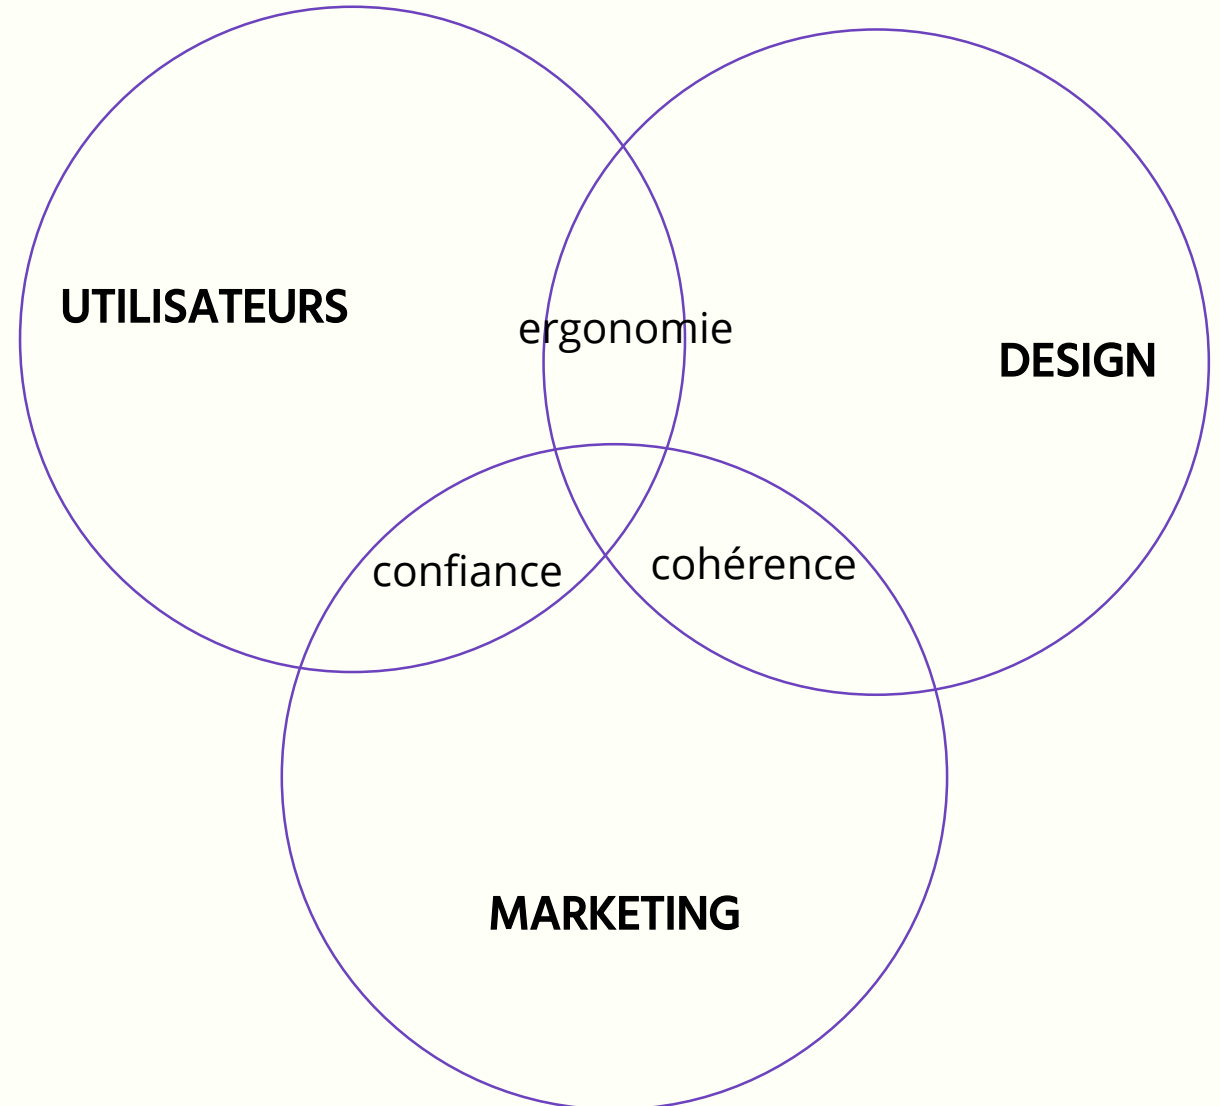 UTILISATEURS
ergonomie
DESIGN
confiance
cohérence
MARKETING